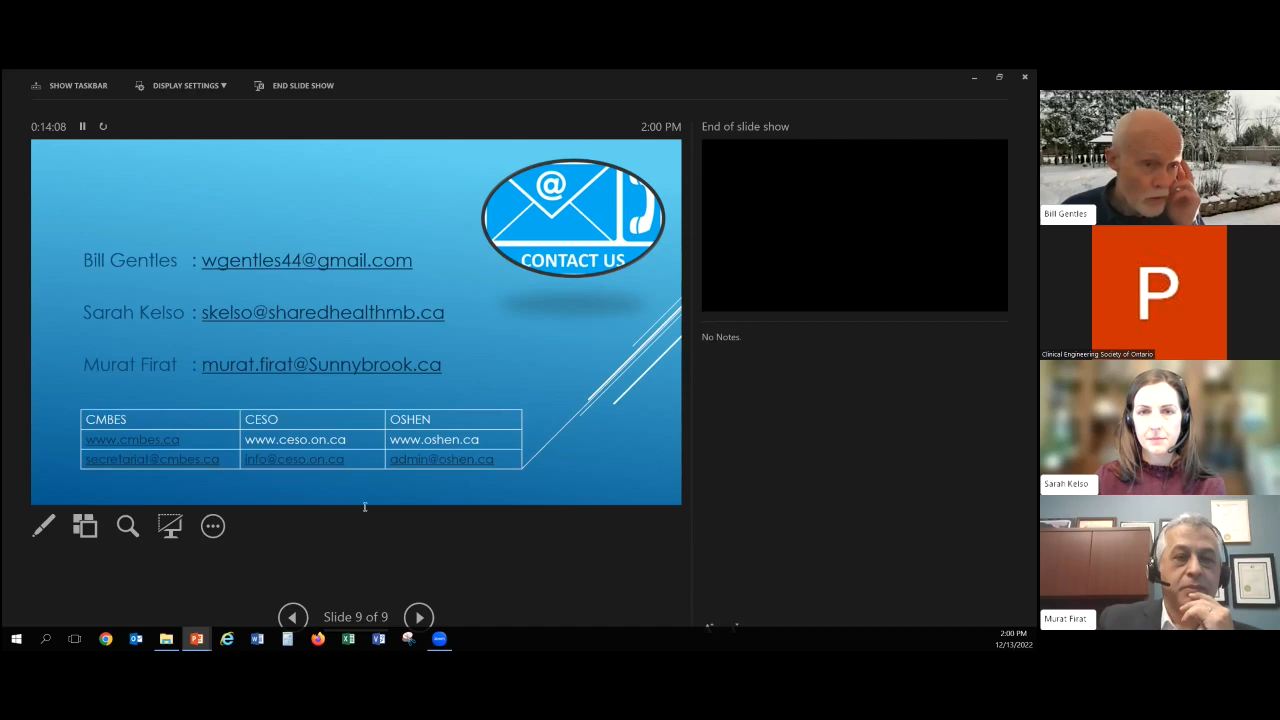 SHOW TASKBAR DISPLAY SETTINGS ▼ END SLIDE SHOW
0:14:08 2:00 PM
End of slide show
@
CONTACT US
Bill Gentles : wgentles44@gmail.com
Sarah Kelso : skelso@sharedhealthmb.ca
Murat Firat : murat.firat@Sunnybrook.ca
CMBES CESO OSHEN
www.cmbes.ca www.ceso.on.ca www.oshen.ca
secretariat@cmbes.ca info@ceso.on.ca admin@oshen.ca
No Notes.
Slide 9 of 9
2:00 PM
12/13/2022
Bill Gentles
P
Clinical Engineering Society of Ontario
Sarah Kelso
Murat Firat